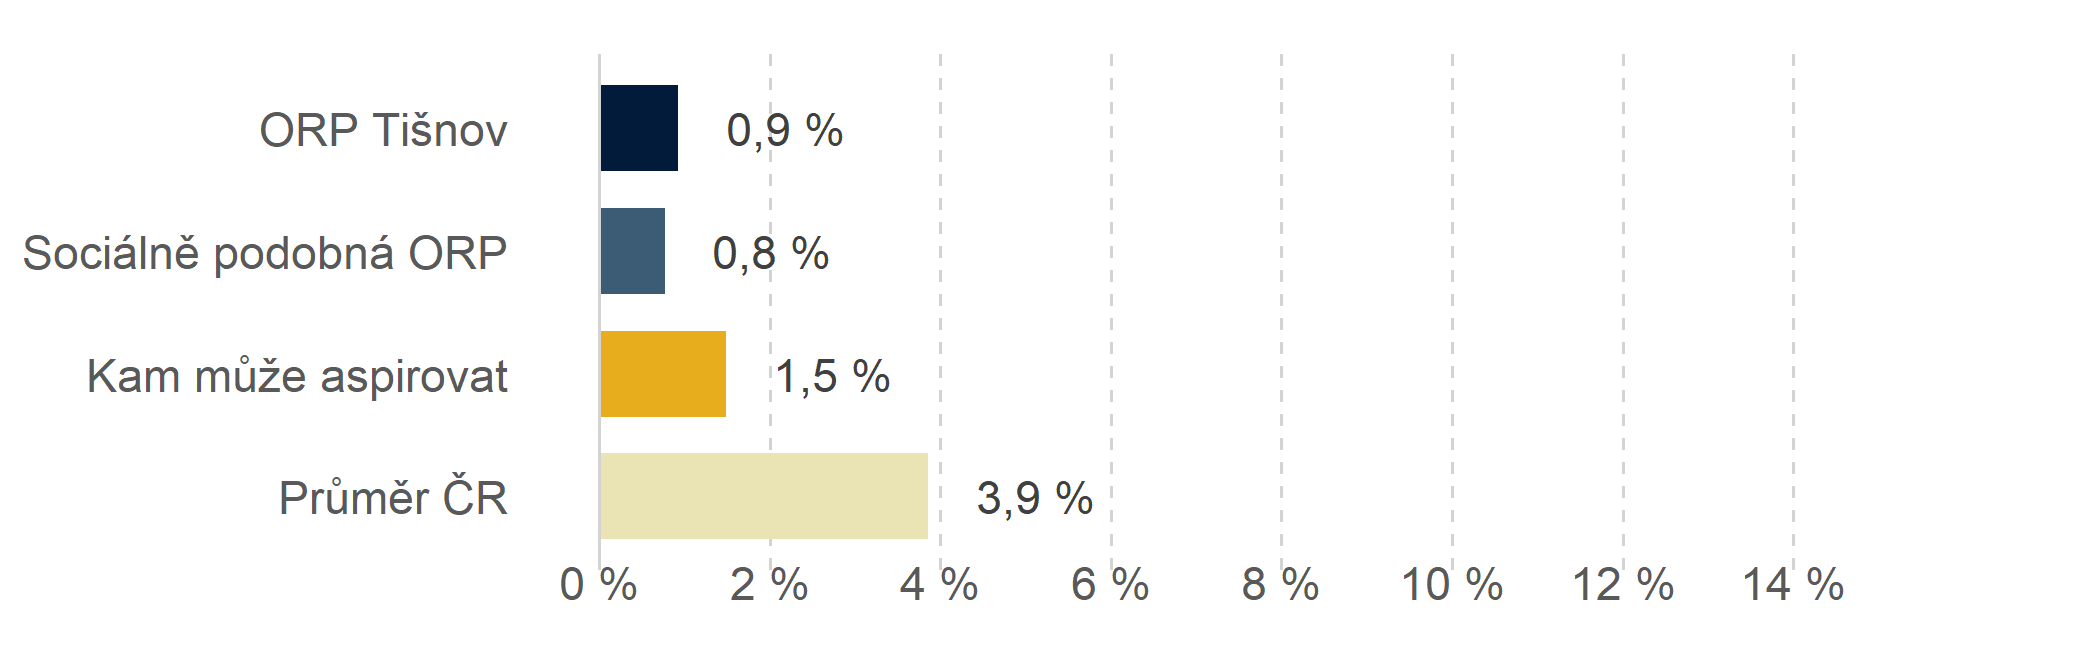 ORP Tišnov 0,9 %
Sociálně podobná ORP 0,8 %
Kam může aspirovat 1,5 %
Průměr ČR 3,9 %
0 % 2 % 4 % 6 % 8 % 10 % 12 % 14 %